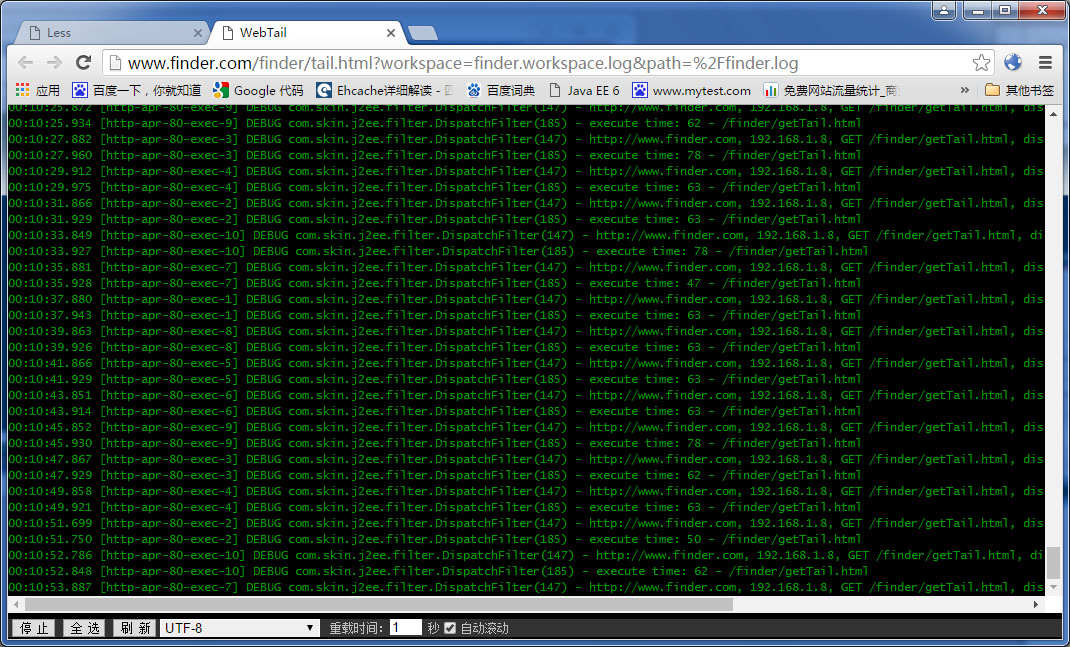 Less
WebTail
www.finder.com/finder/tail.html?workspace=finder.workspace.log&path=%2Ffinder.log
应用 百度一下，你就知道 Google 代码 Ehcache详细解读 - 百度词典 Java EE 6 www.mytest.com 免费网站流量统计_商 » 其他书签
00:10:25.872 [http-apr-80-exec-9] DEBUG com.skin.j2ee.filter.DispatchFilter(147) - http://www.finder.com, 192.168.1.8, GET /finder/getTail.html, dis
00:10:25.934 [http-apr-80-exec-9] DEBUG com.skin.j2ee.filter.DispatchFilter(185) - execute time: 62 - /finder/getTail.html
00:10:27.882 [http-apr-80-exec-3] DEBUG com.skin.j2ee.filter.DispatchFilter(147) - http://www.finder.com, 192.168.1.8, GET /finder/getTail.html, dis
00:10:27.960 [http-apr-80-exec-3] DEBUG com.skin.j2ee.filter.DispatchFilter(185) - execute time: 78 - /finder/getTail.html
00:10:29.912 [http-apr-80-exec-4] DEBUG com.skin.j2ee.filter.DispatchFilter(147) - http://www.finder.com, 192.168.1.8, GET /finder/getTail.html, dis
00:10:29.975 [http-apr-80-exec-4] DEBUG com.skin.j2ee.filter.DispatchFilter(185) - execute time: 63 - /finder/getTail.html
00:10:31.866 [http-apr-80-exec-2] DEBUG com.skin.j2ee.filter.DispatchFilter(147) - http://www.finder.com, 192.168.1.8, GET /finder/getTail.html, dis
00:10:31.929 [http-apr-80-exec-2] DEBUG com.skin.j2ee.filter.DispatchFilter(185) - execute time: 63 - /finder/getTail.html
00:10:33.849 [http-apr-80-exec-10] DEBUG com.skin.j2ee.filter.DispatchFilter(147) - http://www.finder.com, 192.168.1.8, GET /finder/getTail.html, di
00:10:33.927 [http-apr-80-exec-10] DEBUG com.skin.j2ee.filter.DispatchFilter(185) - execute time: 78 - /finder/getTail.html
00:10:35.881 [http-apr-80-exec-7] DEBUG com.skin.j2ee.filter.DispatchFilter(147) - http://www.finder.com, 192.168.1.8, GET /finder/getTail.html, dis
00:10:35.928 [http-apr-80-exec-7] DEBUG com.skin.j2ee.filter.DispatchFilter(185) - execute time: 47 - /finder/getTail.html
00:10:37.880 [http-apr-80-exec-1] DEBUG com.skin.j2ee.filter.DispatchFilter(147) - http://www.finder.com, 192.168.1.8, GET /finder/getTail.html, dis
00:10:37.943 [http-apr-80-exec-1] DEBUG com.skin.j2ee.filter.DispatchFilter(185) - execute time: 63 - /finder/getTail.html
00:10:39.863 [http-apr-80-exec-8] DEBUG com.skin.j2ee.filter.DispatchFilter(147) - http://www.finder.com, 192.168.1.8, GET /finder/getTail.html, dis
00:10:39.926 [http-apr-80-exec-8] DEBUG com.skin.j2ee.filter.DispatchFilter(185) - execute time: 63 - /finder/getTail.html
00:10:41.866 [http-apr-80-exec-5] DEBUG com.skin.j2ee.filter.DispatchFilter(147) - http://www.finder.com, 192.168.1.8, GET /finder/getTail.html, dis
00:10:41.929 [http-apr-80-exec-5] DEBUG com.skin.j2ee.filter.DispatchFilter(185) - execute time: 63 - /finder/getTail.html
00:10:43.851 [http-apr-80-exec-6] DEBUG com.skin.j2ee.filter.DispatchFilter(147) - http://www.finder.com, 192.168.1.8, GET /finder/getTail.html, dis
00:10:43.914 [http-apr-80-exec-6] DEBUG com.skin.j2ee.filter.DispatchFilter(185) - execute time: 63 - /finder/getTail.html
00:10:45.852 [http-apr-80-exec-9] DEBUG com.skin.j2ee.filter.DispatchFilter(147) - http://www.finder.com, 192.168.1.8, GET /finder/getTail.html, dis
00:10:45.930 [http-apr-80-exec-9] DEBUG com.skin.j2ee.filter.DispatchFilter(185) - execute time: 78 - /finder/getTail.html
00:10:47.867 [http-apr-80-exec-3] DEBUG com.skin.j2ee.filter.DispatchFilter(147) - http://www.finder.com, 192.168.1.8, GET /finder/getTail.html, dis
00:10:47.929 [http-apr-80-exec-3] DEBUG com.skin.j2ee.filter.DispatchFilter(185) - execute time: 62 - /finder/getTail.html
00:10:49.858 [http-apr-80-exec-4] DEBUG com.skin.j2ee.filter.DispatchFilter(147) - http://www.finder.com, 192.168.1.8, GET /finder/getTail.html, dis
00:10:49.921 [http-apr-80-exec-4] DEBUG com.skin.j2ee.filter.DispatchFilter(185) - execute time: 63 - /finder/getTail.html
00:10:51.699 [http-apr-80-exec-2] DEBUG com.skin.j2ee.filter.DispatchFilter(147) - http://www.finder.com, 192.168.1.8, GET /finder/getTail.html, dis
00:10:51.750 [http-apr-80-exec-2] DEBUG com.skin.j2ee.filter.DispatchFilter(185) - execute time: 50 - /finder/getTail.html
00:10:52.786 [http-apr-80-exec-10] DEBUG com.skin.j2ee.filter.DispatchFilter(147) - http://www.finder.com, 192.168.1.8, GET /finder/getTail.html, di
00:10:52.848 [http-apr-80-exec-10] DEBUG com.skin.j2ee.filter.DispatchFilter(185) - execute time: 62 - /finder/getTail.html
00:10:53.887 [http-apr-80-exec-7] DEBUG com.skin.j2ee.filter.DispatchFilter(147) - http://www.finder.com, 192.168.1.8, GET /finder/getTail.html, dis
停 止 全 选 刷 新 UTF-8 重载时间: 1 秒 自动滚动